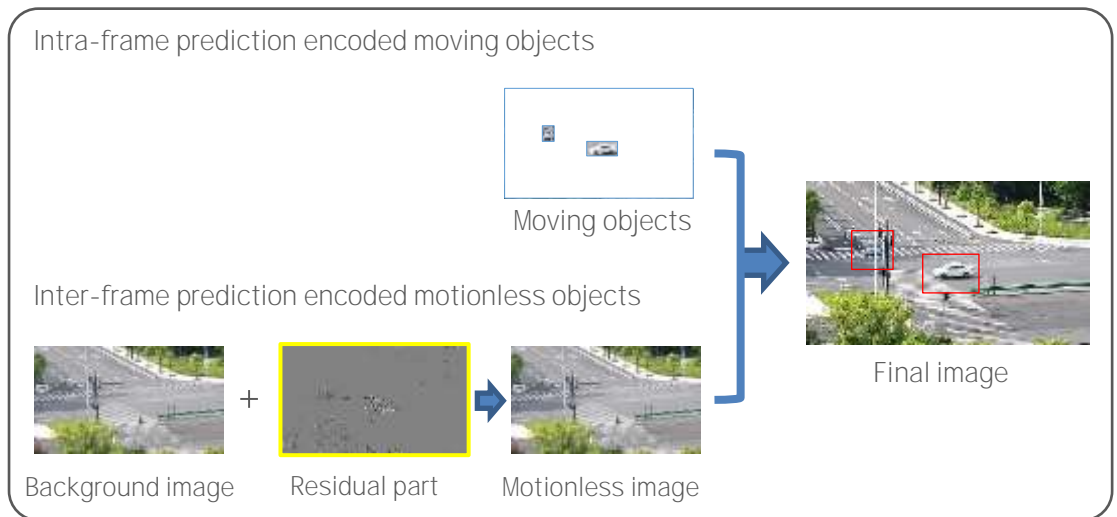 Intra-frame prediction encoded moving objects
Moving objects
Inter-frame prediction encoded motionless objects
Final image
+
Background image
Residual part
Motionless image